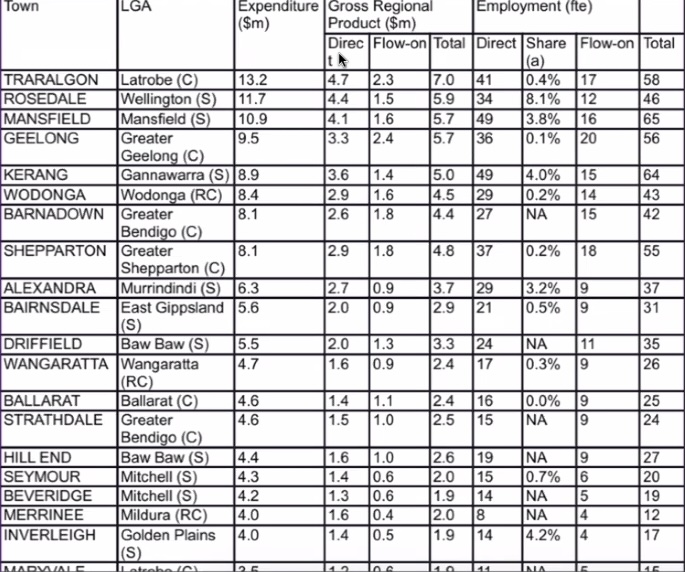 Town LGA Expenditure Gross Regional Employment (fte)
($m) Product ($m)
Direc Flow-on Total Direct Share Flow-on Total
t (a)
TRARALGON Latrobe (C) 13.2 4.7 2.3 7.0 41 0.4% 17 58
ROSEDALE Wellington (S) 11.7 4.4 1.5 5.9 34 8.1% 12 46
MANSFIELD Mansfield (S) 10.9 4.1 1.6 5.7 49 3.8% 16 65
GEELONG Greater 9.5 3.3 2.4 5.7 36 0.1% 20 56
Geelong (C)
KERANG Gannawarra (S) 8.9 3.6 1.4 5.0 49 4.0% 15 64
WODONGA Wodonga (RC) 8.4 2.9 1.6 4.5 29 0.2% 14 43
BARNADOWN Greater 8.1 2.6 1.8 4.4 27 NA 15 42
Bendigo (C)
SHEPPARTON Greater 8.1 2.9 1.8 4.8 37 0.2% 18 55
Shepparton (C)
ALEXANDRA Murrindindi (S) 6.3 2.7 0.9 3.7 29 3.2% 9 37
BAIRNSDALE East Gippsland 5.6 2.0 0.9 2.9 21 0.5% 9 31
(S)
DRIFFIELD Baw Baw (S) 5.5 2.0 1.3 3.3 24 NA 11 35
WANGARATTA Wangaratta 4.7 1.6 0.9 2.4 17 0.3% 9 26
(RC)
BALLARAT Ballarat (C) 4.6 1.4 1.1 2.4 16 0.0% 9 25
STRATHDALE Greater 4.6 1.5 1.0 2.5 15 NA 9 24
Bendigo (C)
HILL END Baw Baw (S) 4.4 1.6 1.0 2.6 19 NA 9 27
SEYMOUR Mitchell (S) 4.3 1.4 0.6 2.0 15 0.7% 6 20
BEVERIDGE Mitchell (S) 4.2 1.3 0.6 1.9 14 NA 5 19
MERRINEE Mildura (RC) 4.0 1.6 0.4 2.0 8 NA 4 12
INVERLEIGH Golden Plains 4.0 1.4 0.5 1.9 14 4.2% 4 17
(S)
MARYVALE Latrobe (C) 3.5 1.2 0.6 1.9 11 NA 5 15